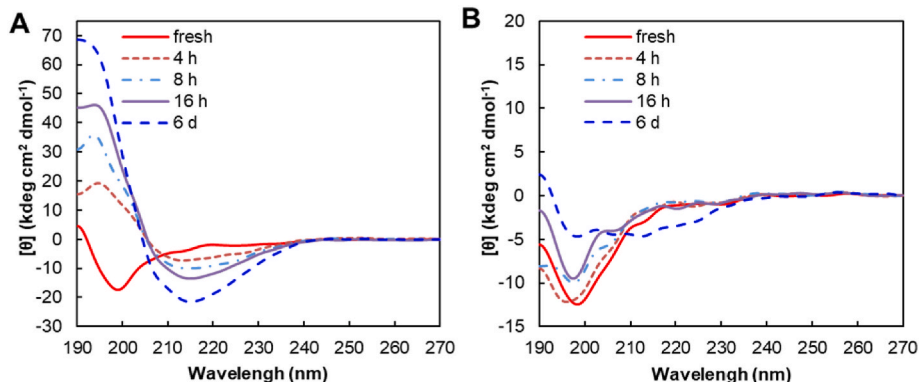 A
[θ] (kdeg cm² dmol⁻¹)
70
60
50
40
30
20
10
0
-10
-20
-30
fresh
4 h
8 h
16 h
6 d
190 200 210 220 230 240 250 260 270
Wavelengh (nm)
B
[θ] (kdeg cm² dmol⁻¹)
20
15
10
5
0
-5
-10
-15
fresh
4 h
8 h
16 h
6 d
190 200 210 220 230 240 250 260 270
Wavelengh (nm)